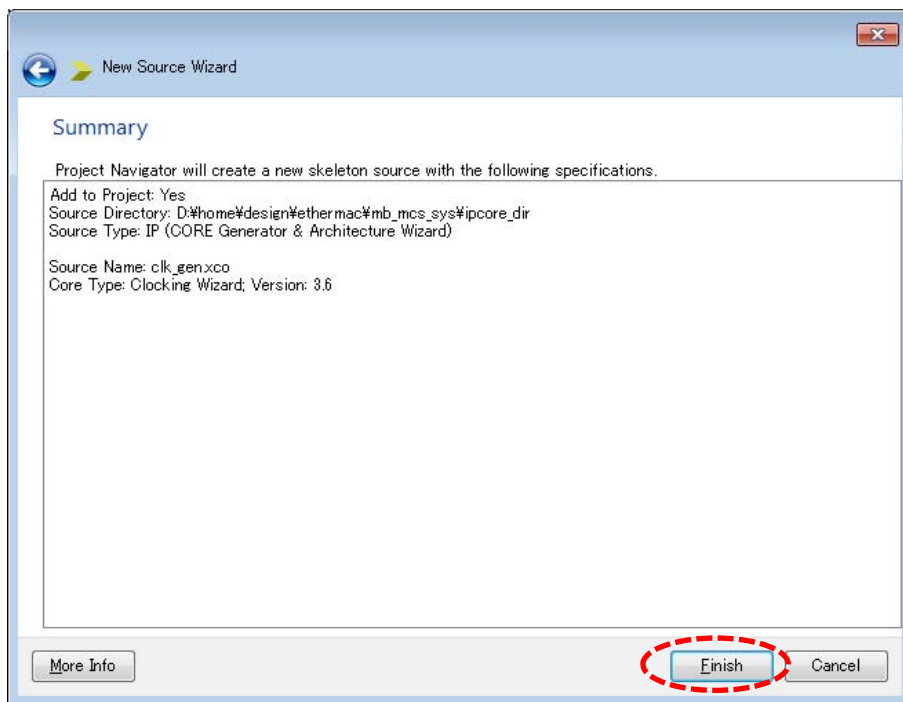 New Source Wizard
Summary
Project Navigator will create a new skeleton source with the following specifications.
Add to Project: Yes
Source Directory: D:¥home¥design¥ethermac¥mb_mcs_sys¥ipcore_dir
Source Type: IP (CORE Generator & Architecture Wizard)
Source Name: clk_gen.xco
Core Type: Clocking Wizard; Version: 3.6
More Info
Finish
Cancel